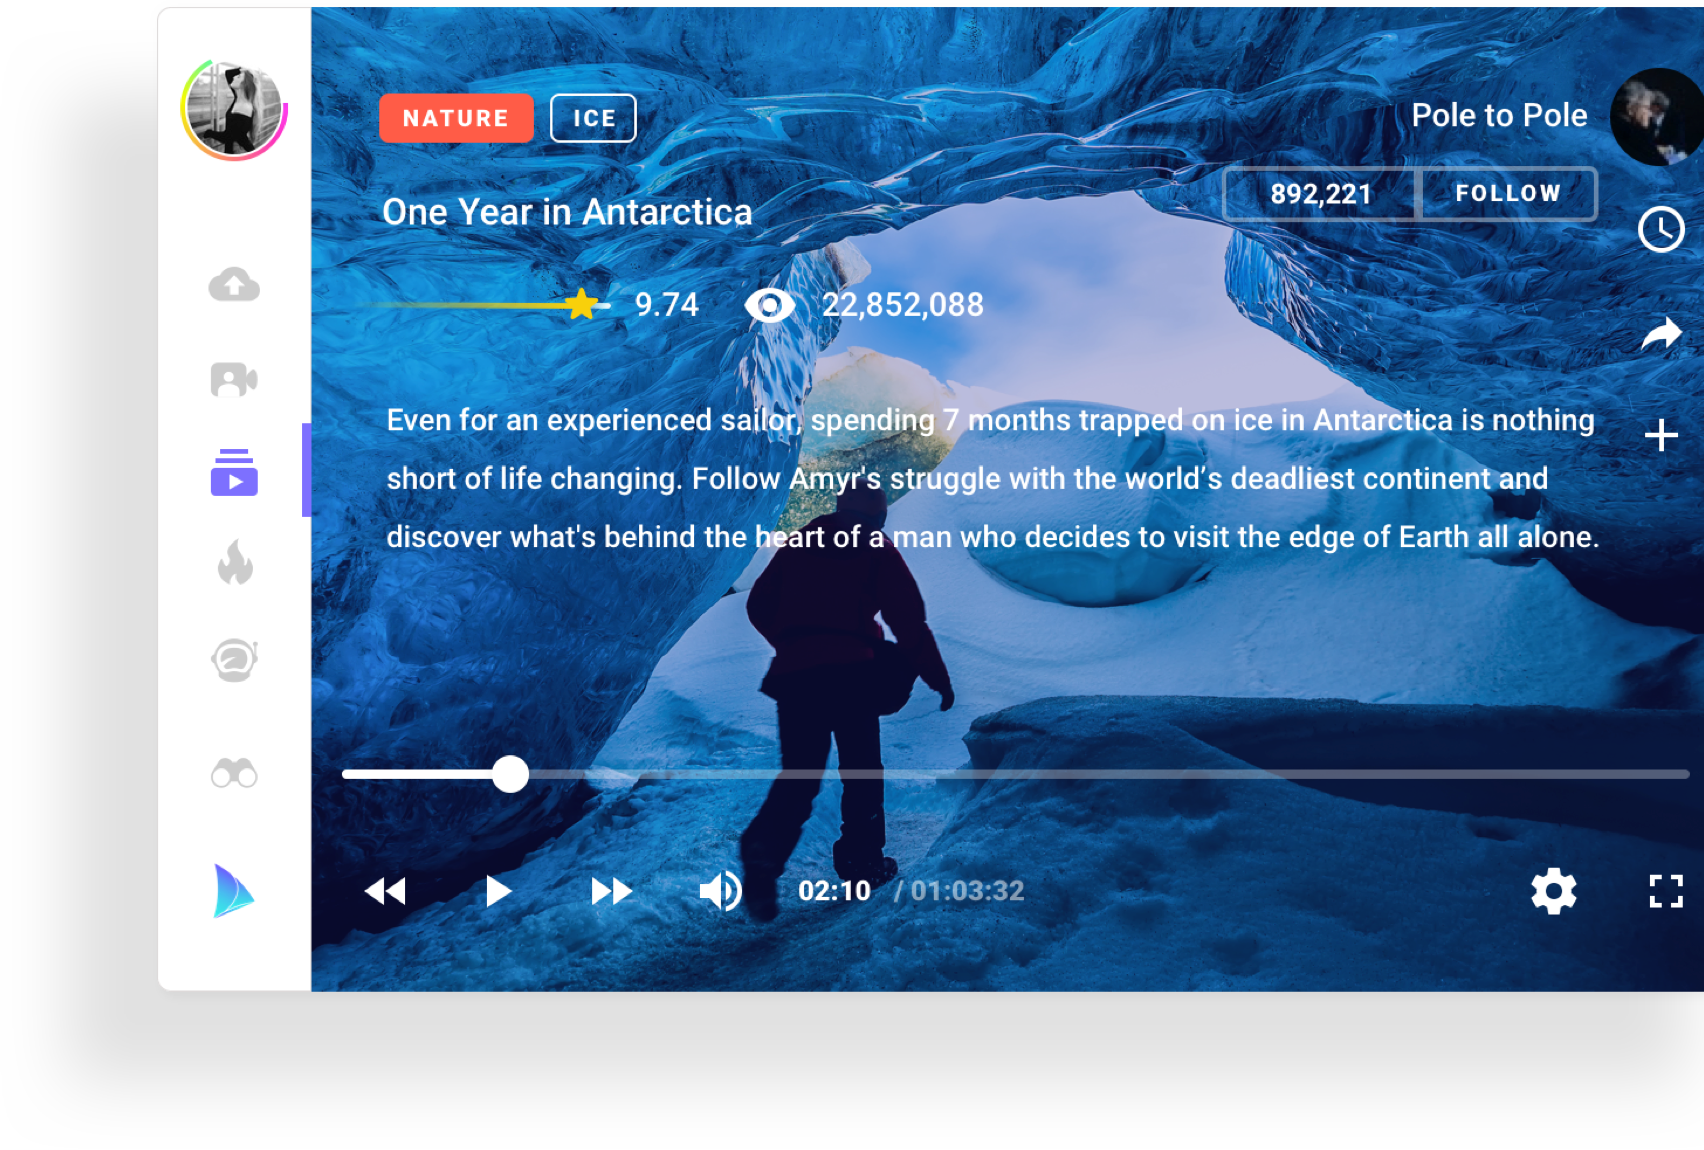 NATURE ICE
Pole to Pole
892,221 FOLLOW
One Year in Antarctica
9.74 22,852,088
Even for an experienced sailor, spending 7 months trapped on ice in Antarctica is nothing
short of life changing. Follow Amyr's struggle with the world’s deadliest continent and
discover what's behind the heart of a man who decides to visit the edge of Earth all alone.
02:10 / 01:03:32